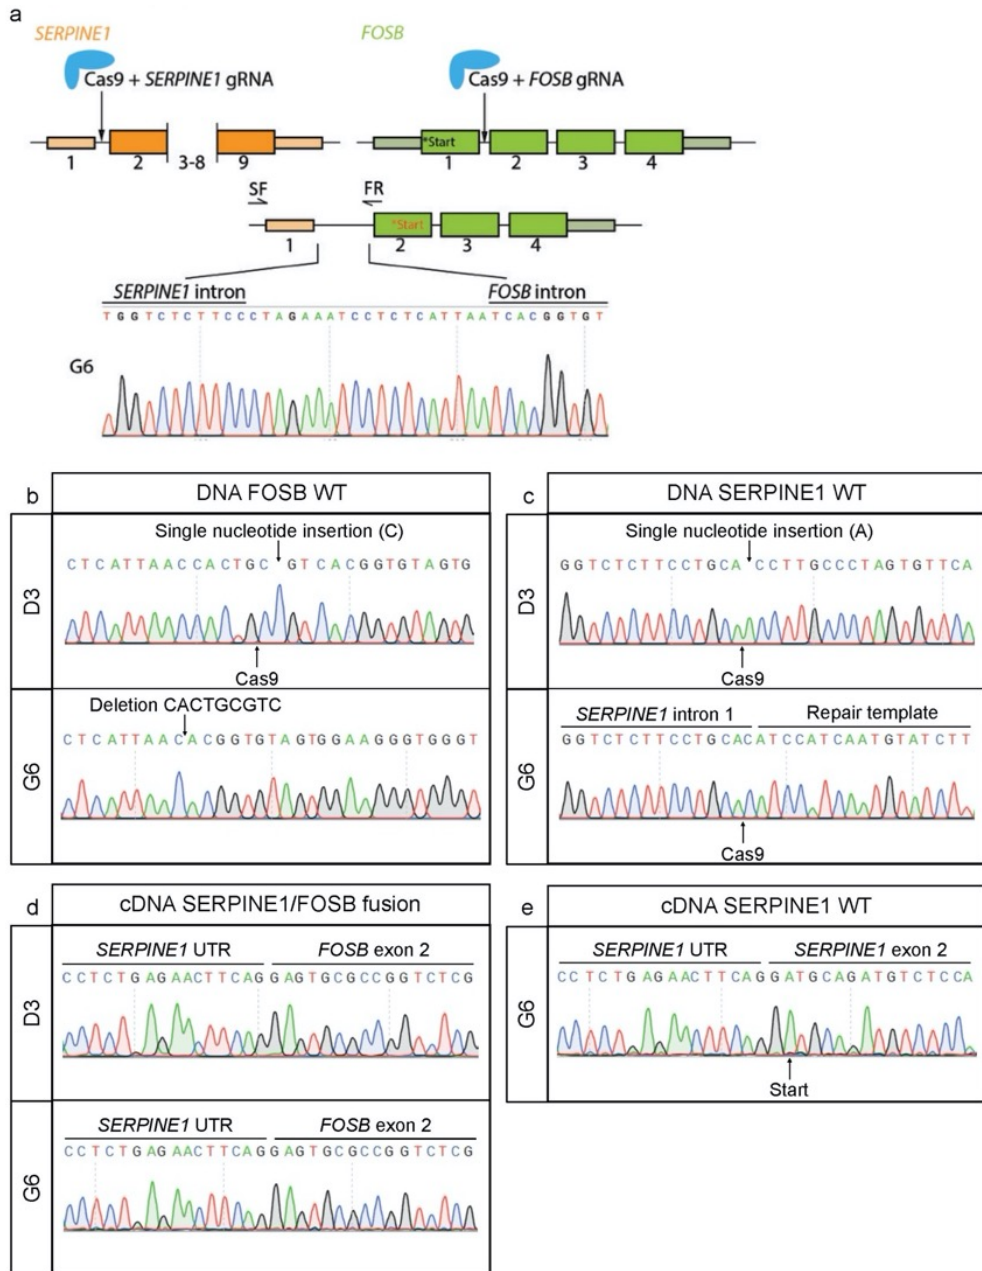 a
SERPINE1 FOSB
Cas9 + SERPINE1 gRNA Cas9 + FOSB gRNA
*Start
1 2 3-8 9 1 2 3 4
SF FR
*Start
1 2 3 4
SERPINE1 intron FOSB intron
TGGTCTCTTCCCTAGAAATCCTCTCATTAATCACGGTGT
G6
b DNA FOSB WT
D3
Single nucleotide insertion (C)
CTCATTAACCACTGC GTCACGGTGTAGTG
Cas9
G6
Deletion CACTGCGTC
CTCATTAACACGGTGTAGTGGAAGGGTGGGT
c DNA SERPINE1 WT
D3
Single nucleotide insertion (A)
GGTCTCTTCCTGCA CCTTGCCCTAGTGTTCA
Cas9
G6
SERPINE1 intron 1 Repair template
GGTCTCTTCCTGCACATCCATCAATGTATCTT
Cas9
d cDNA SERPINE1/FOSB fusion
D3
SERPINE1 UTR FOSB exon 2
CCTCTGAGAACTTCAGGAGTGCGCCGGTCTCG
G6
SERPINE1 UTR FOSB exon 2
CCTCTGAGAACTTCAGGAGTGCGCCGGTCTCG
e cDNA SERPINE1 WT
G6
SERPINE1 UTR SERPINE1 exon 2
CCTCTGAGAACTTCAGGATGCAGATGTCTCCA
Start